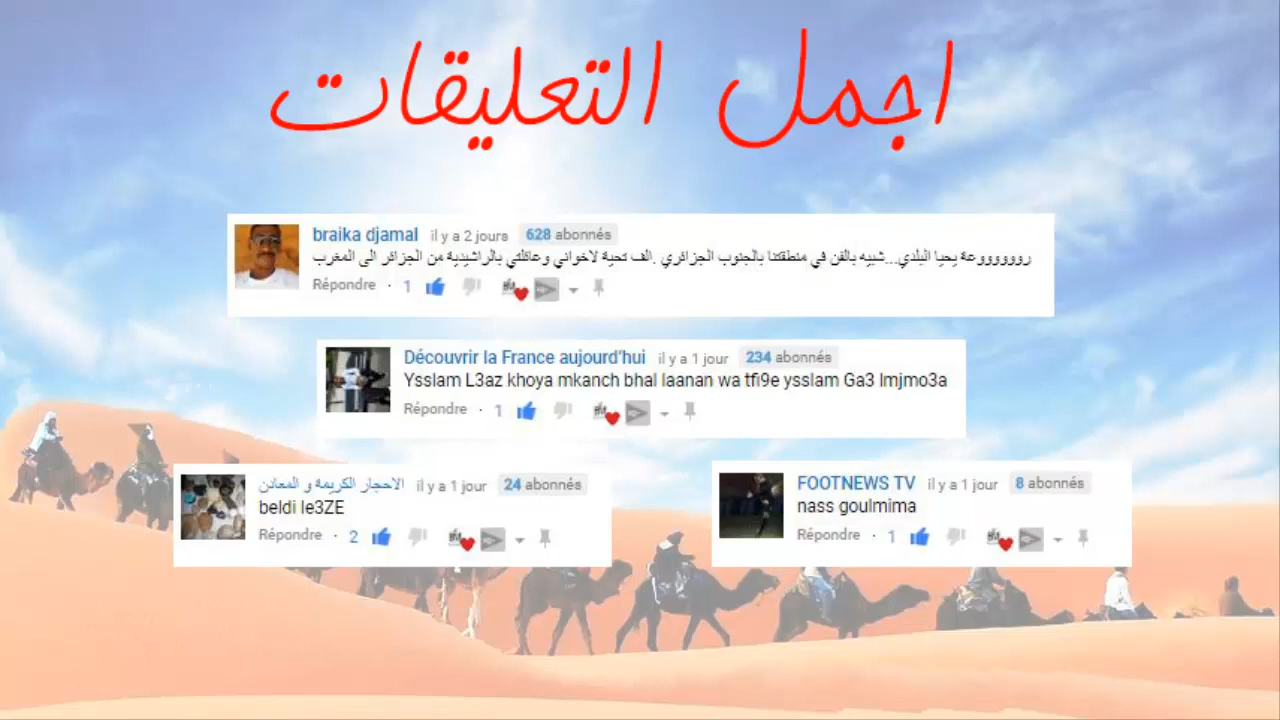 اجمل التعليقات
braika djamal il y a 2 jours 628 abonnés
رووووووعة يحيا البلدي...شبيه بالفن في منطقتنا بالجنوب الجزائري .الف تحية لاخواني وعائلتي بالراشيدية من الجزائر الى المغرب
Répondre · 1
Découvrir la France aujourd'hui il y a 1 jour 234 abonnés
Ysslam L3az khoya mkanch bhal laanan wa tfi9e ysslam Ga3 lmjmo3a
Répondre · 1
الاحجار الكريمة و المعادن il y a 1 jour 24 abonnés
beldi le3ZE
Répondre · 2
FOOTNEWS TV il y a 1 jour 8 abonnés
nass goulmima
Répondre · 1